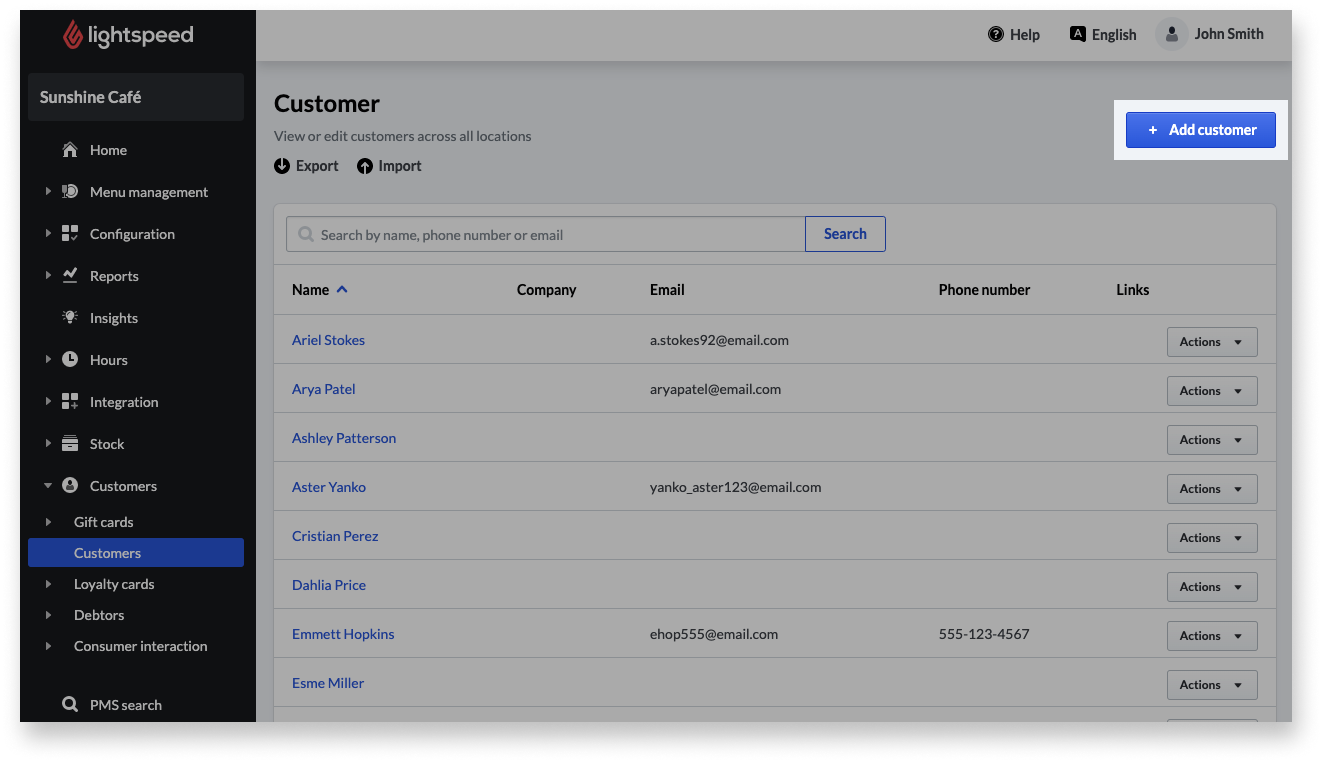 lightspeed
Help
A English
John Smith
Sunshine Café
Home
Menu management
Configuration
Reports
Insights
Hours
Integration
Stock
Customers
Gift cards
Customers
Loyalty cards
Debtors
Consumer interaction
PMS search
Customer
View or edit customers across all locations
Export Import
+ Add customer
Search by name, phone number or email Search
Name Company Email Phone number Links
Ariel Stokes a.stokes92@email.com Actions
Arya Patel aryapatel@email.com Actions
Ashley Patterson Actions
Aster Yanko yanko_aster123@email.com Actions
Cristian Perez Actions
Dahlia Price Actions
Emmett Hopkins ehop555@email.com 555-123-4567 Actions
Esme Miller Actions